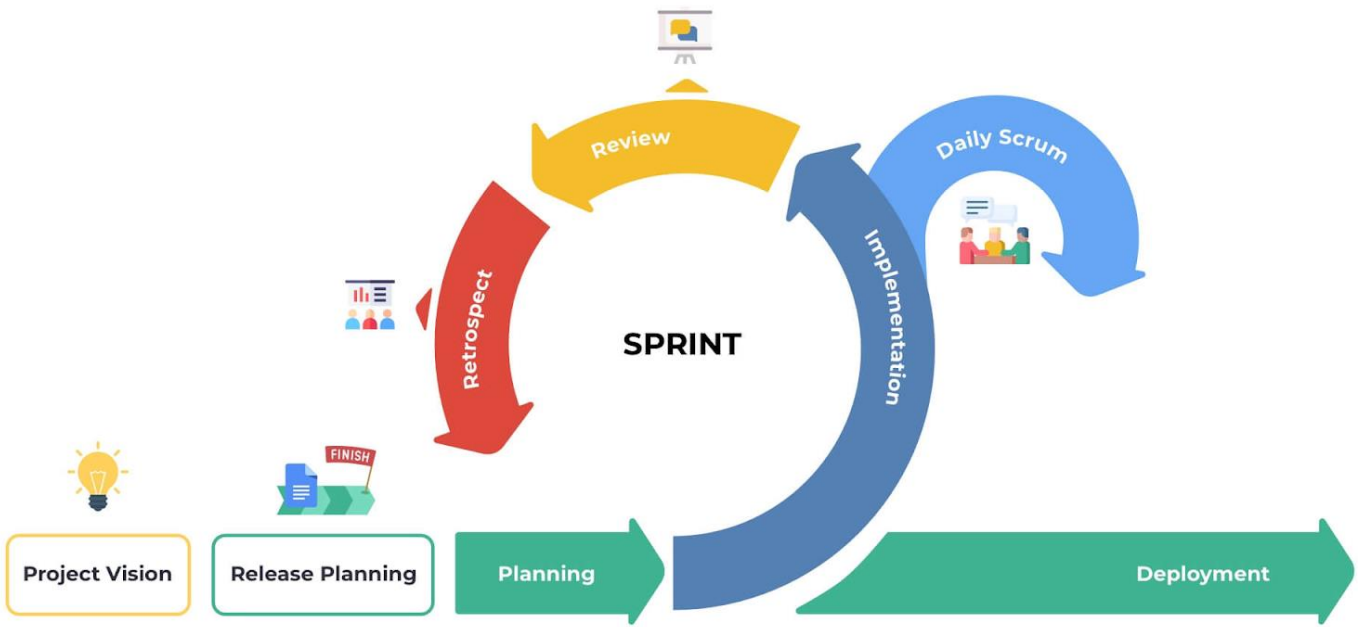 Review
Daily Scrum
Implementation
Retrospect
SPRINT
FINISH
Project Vision
Release Planning
Planning
Deployment